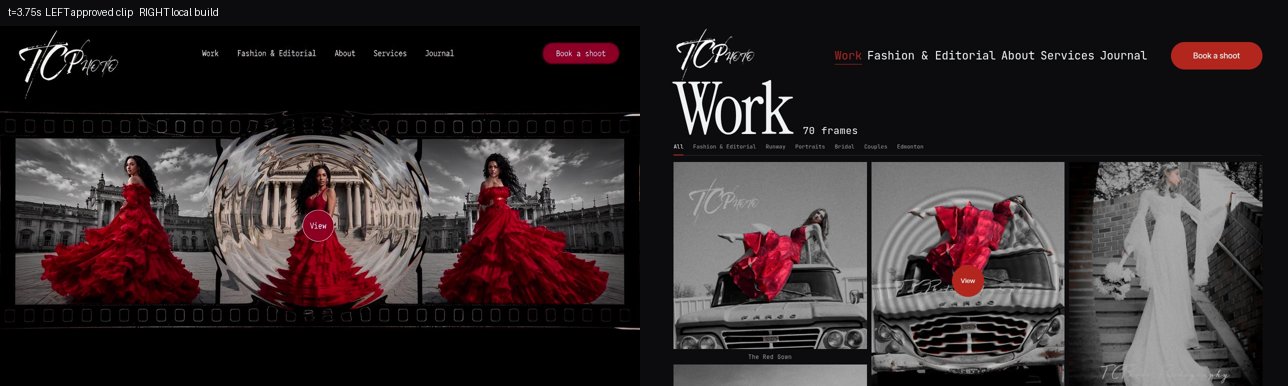 t=3.75s LEFT approved clip RIGHT local build
TCPHOTO
Work Fashion & Editorial About Services Journal
Book a shoot
View
TCPHOTO
Work Fashion & Editorial About Services Journal
Book a shoot
Work
70 frames
All Fashion & Editorial Runway Portraits Bridal Couples Edmonton
TCPHOTO
The Red Gown
View